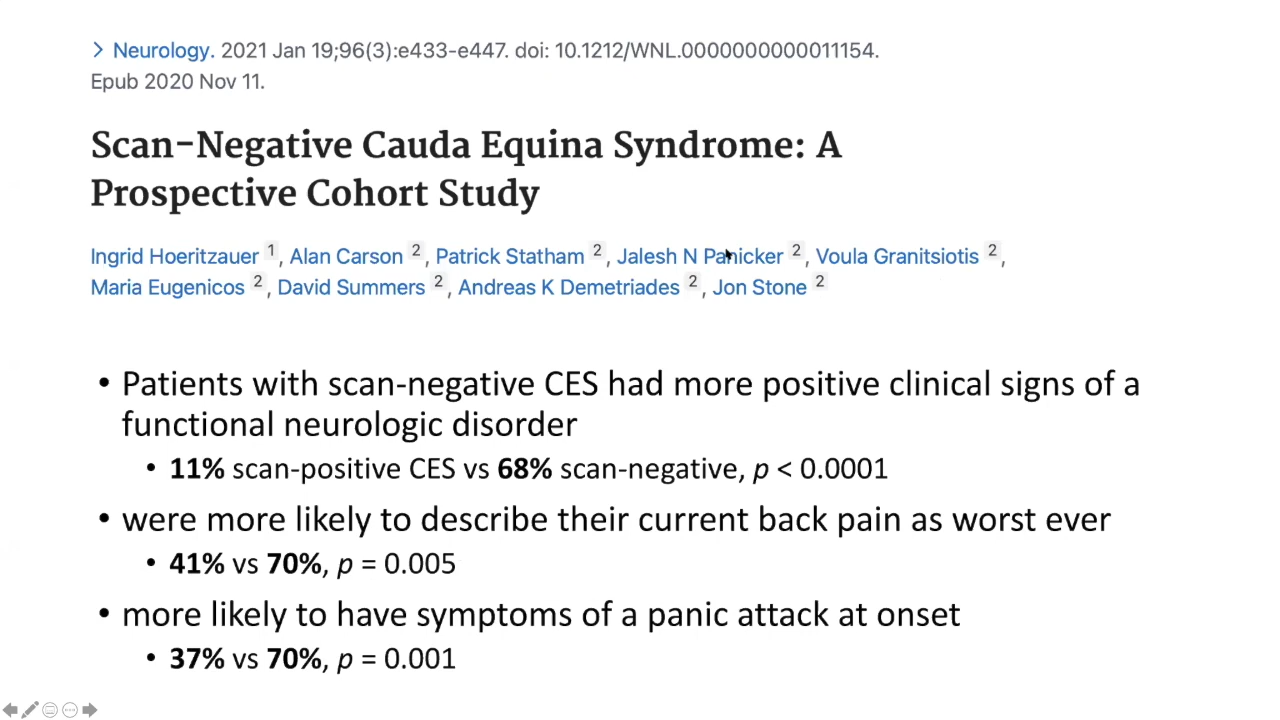 > Neurology. 2021 Jan 19;96(3):e433-e447. doi: 10.1212/WNL.0000000000011154.
Epub 2020 Nov 11.
Scan-Negative Cauda Equina Syndrome: A
Prospective Cohort Study
Ingrid Hoeritzauer 1, Alan Carson 2, Patrick Statham 2, Jalesh N Panicker 2, Voula Granitsiotis 2,
Maria Eugenicos 2, David Summers 2, Andreas K Demetriades 2, Jon Stone 2
• Patients with scan-negative CES had more positive clinical signs of a
functional neurologic disorder
• 11% scan-positive CES vs 68% scan-negative, p < 0.0001
• were more likely to describe their current back pain as worst ever
• 41% vs 70%, p = 0.005
• more likely to have symptoms of a panic attack at onset
• 37% vs 70%, p = 0.001